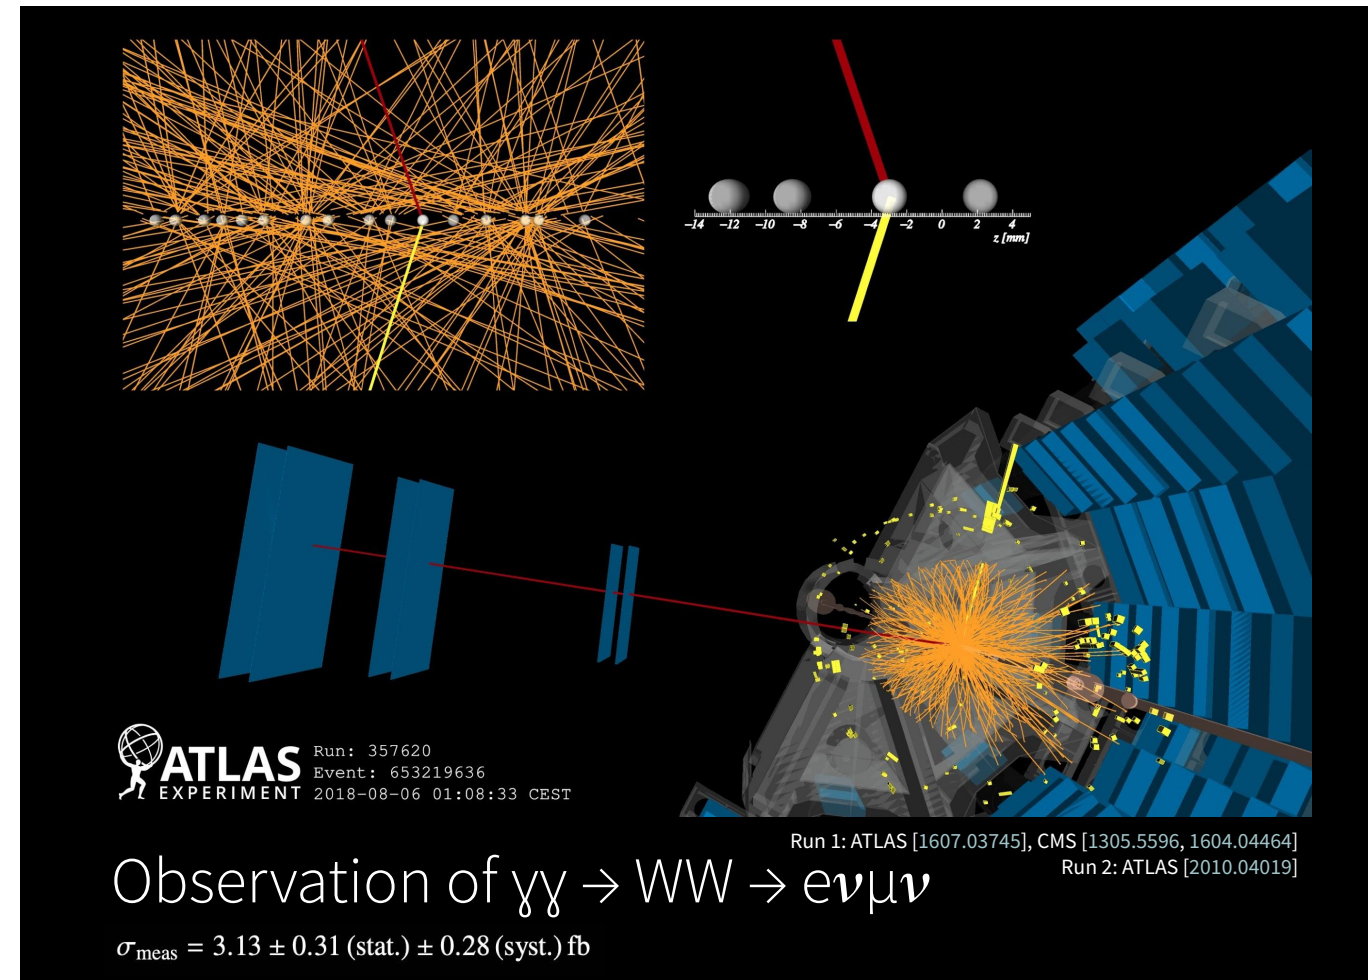 -14 -12 -10 -8 -6 -4 -2 0 2 4
z [mm]
ATLAS
EXPERIMENT
Run: 357620
Event: 653219636
2018-08-06 01:08:33 CEST
Run 1: ATLAS [1607.03745], CMS [1305.5596, 1604.04464]
Run 2: ATLAS [2010.04019]
Observation of γγ → WW → eνμν
σmeas = 3.13 ± 0.31 (stat.) ± 0.28 (syst.) fb